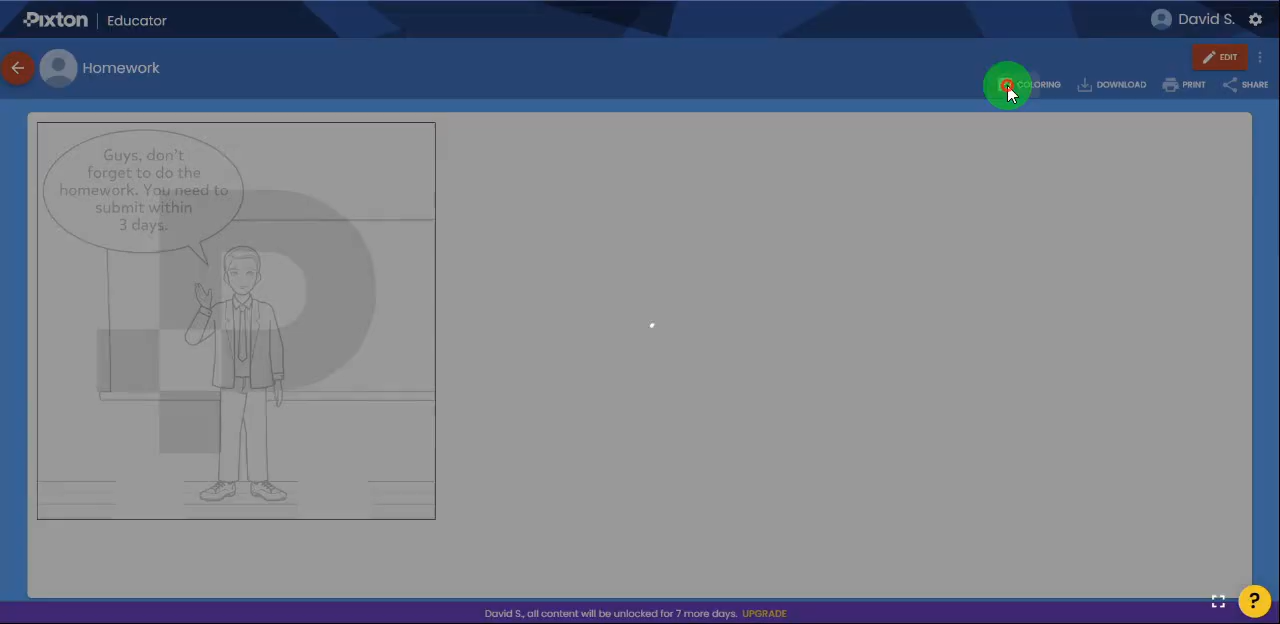 Pixton | Educator
David S.
Homework
EDIT
COLORING
DOWNLOAD
PRINT
SHARE
Guys, don't
forget to do the
homework. You need to
submit within
3 days.
David S., all content will be unlocked for 7 more days. UPGRADE
?